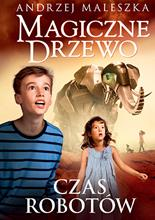 ANDRZEJ MALESZKA
MAGICZNE
DRZEWO
CZAS
ROBOTÓW